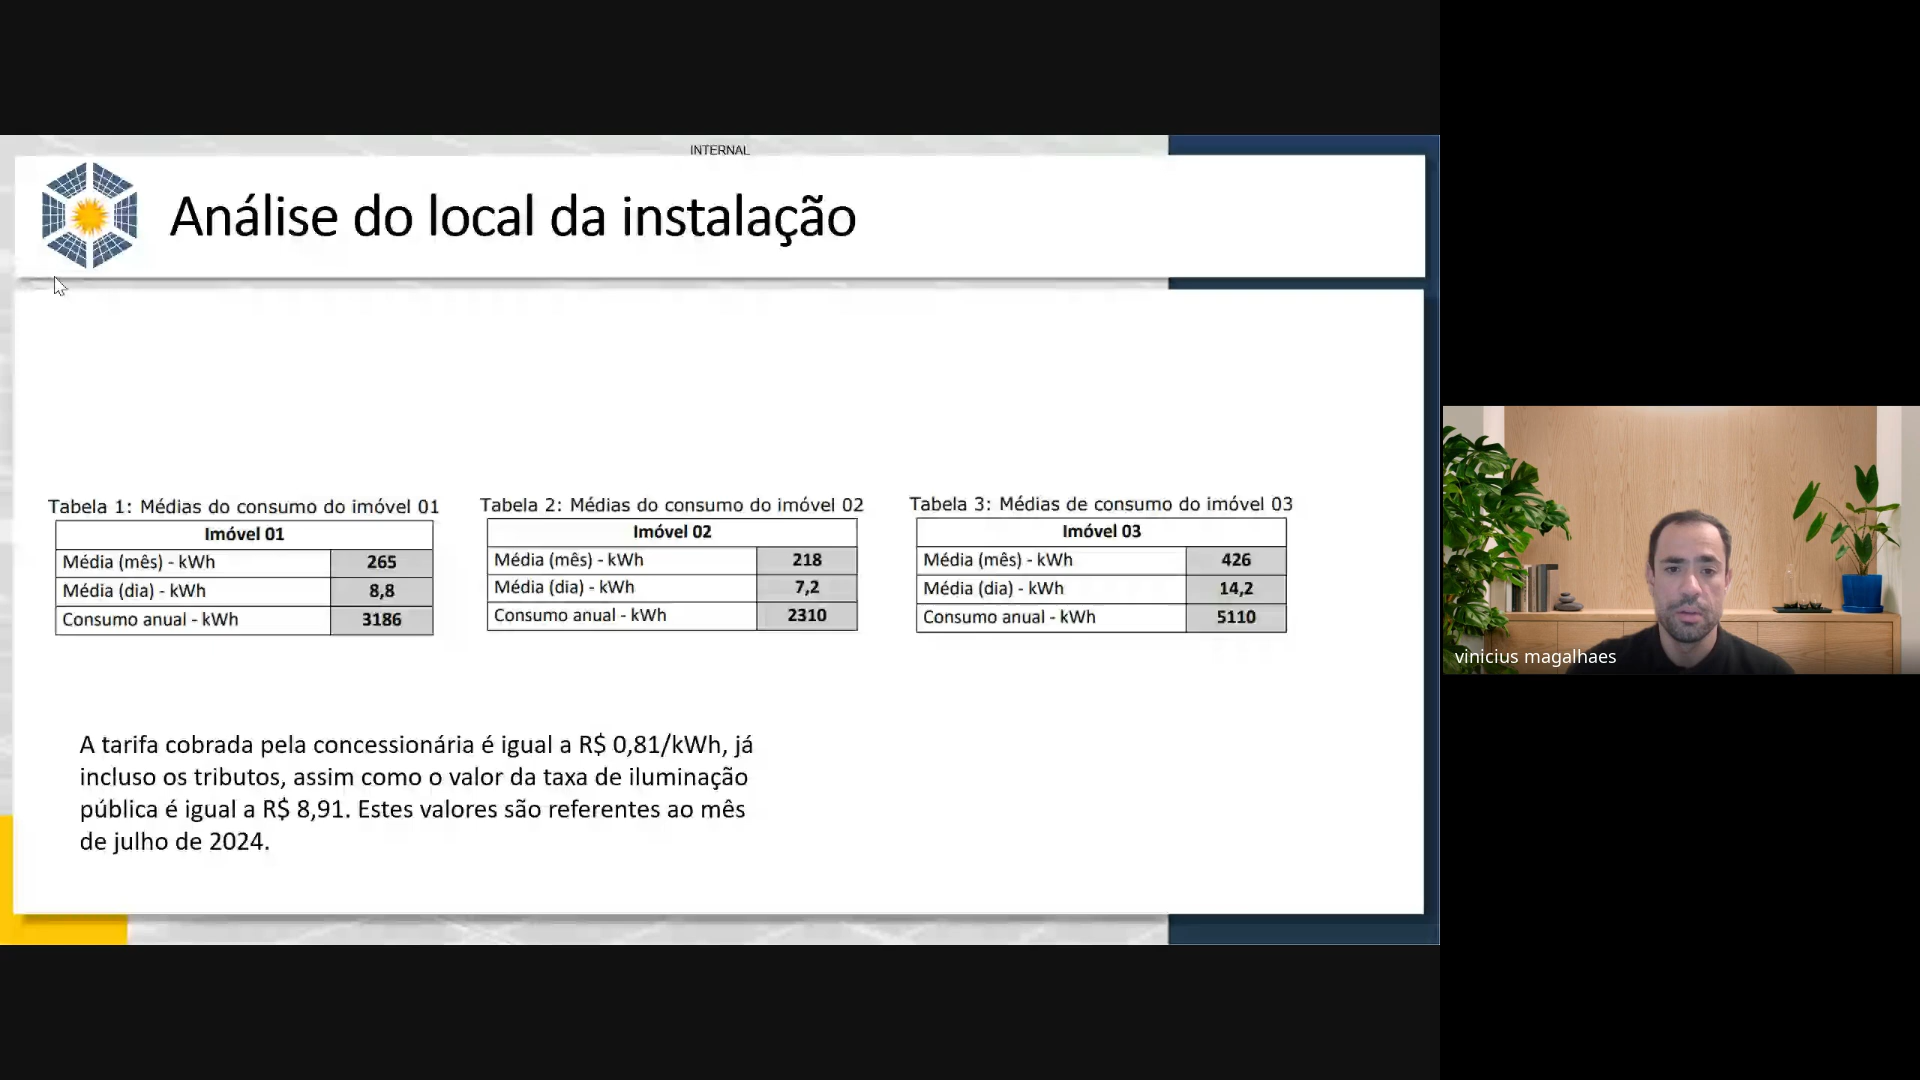 INTERNAL
Análise do local da instalação
Tabela 1: Médias do consumo do imóvel 01
Imóvel 01
Média (mês) - kWh 265
Média (dia) - kWh 8,8
Consumo anual - kWh 3186
Tabela 2: Médias do consumo do imóvel 02
Imóvel 02
Média (mês) - kWh 218
Média (dia) - kWh 7,2
Consumo anual - kWh 2310
Tabela 3: Médias de consumo do imóvel 03
Imóvel 03
Média (mês) - kWh 426
Média (dia) - kWh 14,2
Consumo anual - kWh 5110
A tarifa cobrada pela concessionária é igual a R$ 0,81/kWh, já
incluso os tributos, assim como o valor da taxa de iluminação
pública é igual a R$ 8,91. Estes valores são referentes ao mês
de julho de 2024.
vinicius magalhaes